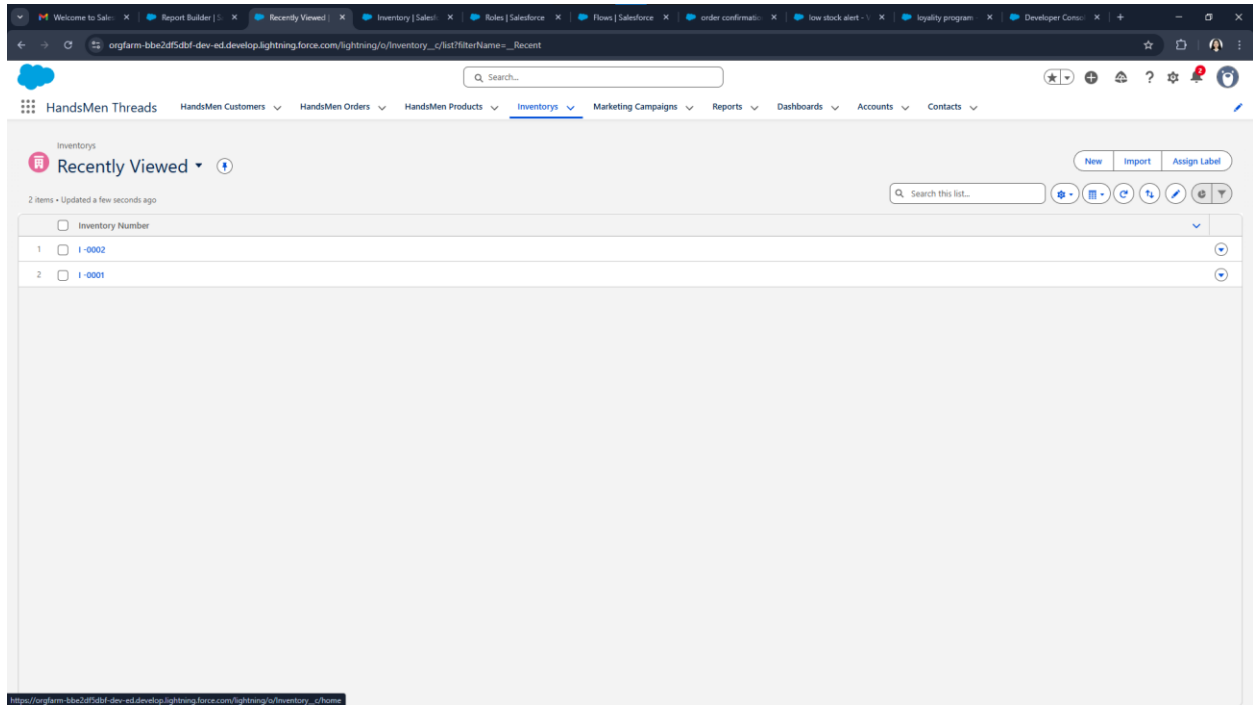 Welcome to Sales
Report Builder | S
Recently Viewed |
Inventory | Salesf
Roles | Salesforce
Flows | Salesforce
order confirmatio
low stock alert - V
loyality program -
Developer Consol
orgfarm-bbe2df5dbf-dev-ed.develop.lightning.force.com/lightning/o/Inventory__c/list?filterName=__Recent
Search...
2
HandsMen Threads HandsMen Customers HandsMen Orders HandsMen Products Inventorys Marketing Campaigns Reports Dashboards Accounts Contacts
Inventorys
Recently Viewed
New Import Assign Label
2 items • Updated a few seconds ago
Search this list...
Inventory Number
1 I -0002
2 I -0001
https://orgfarm-bbe2df5dbf-dev-ed.develop.lightning.force.com/lightning/o/Inventory__c/home